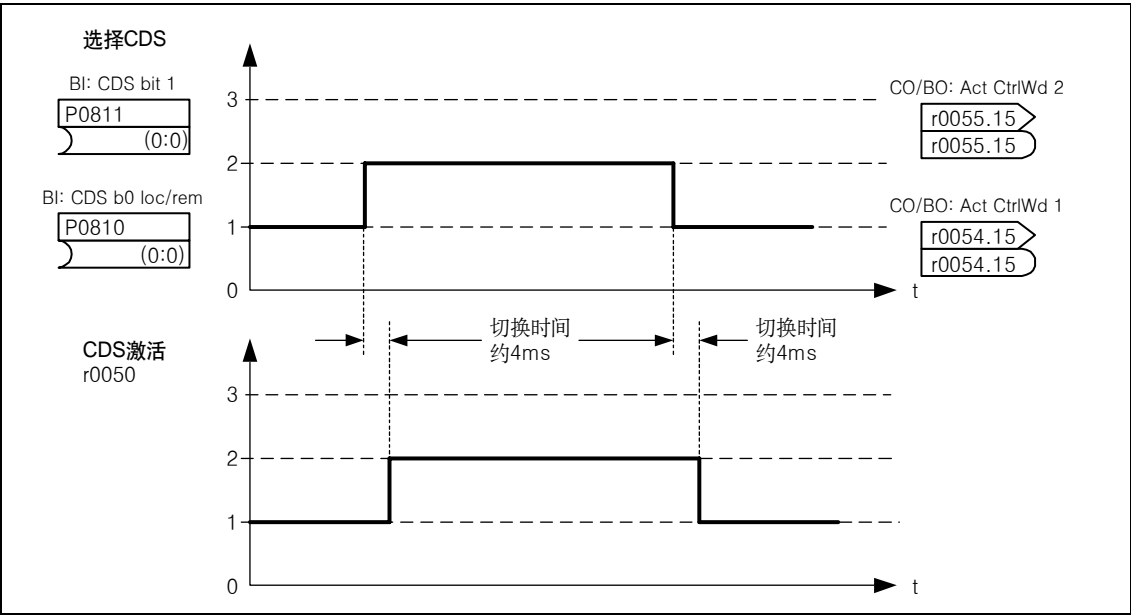 选择CDS
BI: CDS bit 1
P0811
(0:0)
BI: CDS b0 loc/rem
P0810
(0:0)
3
2
1
0
t
CO/BO: Act CtrlWd 2
r0055.15
r0055.15
CO/BO: Act CtrlWd 1
r0054.15
r0054.15
切换时间
约4ms
切换时间
约4ms
CDS激活
r0050
3
2
1
0
t